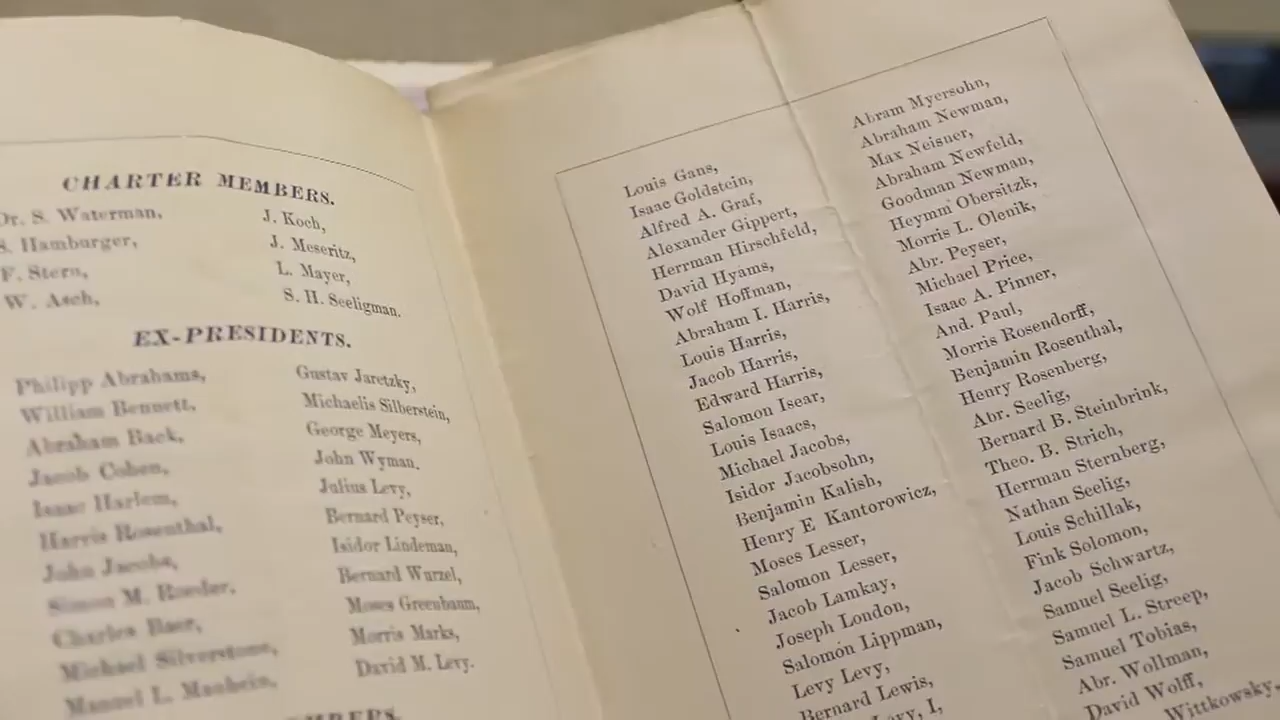 CHARTER MEMBERS.
Dr. S. Waterman,
S. Hamburger,
F. Stern,
W. Asch,
J. Koch,
J. Meseritz,
L. Mayer,
S. H. Seeligman.
EX-PRESIDENTS.
Philipp Abrahams,
William Bennett,
Abraham Back,
Jacob Cohen,
Isaac Harlem,
Harris Rosenthal,
John Jacobs,
Simon M. Roeder,
Charles Baer,
Michael Silverstone,
Manuel L. Manheim,
Gustav Jaretzky,
Michaelis Silberstein,
George Meyers,
John Wyman.
Julius Levy,
Bernard Peyser,
Isidor Lindeman,
Bernard Wurzel,
Moses Greenbaum,
Morris Marks,
David M. Levy.
Louis Gans,
Isaac Goldstein,
Alfred A. Graf,
Alexander Gippert,
Herrman Hirschfeld,
David Hyams,
Wolf Hoffman,
Abraham I. Harris,
Louis Harris,
Jacob Harris,
Edward Harris,
Salomon Isear,
Louis Isaacs,
Michael Jacobs,
Isidor Jacobsohn,
Benjamin Kalish,
Henry E Kantorowicz,
Moses Lesser,
Salomon Lesser,
Jacob Lamkay,
Joseph London,
Salomon Lippman,
Levy Levy,
Bernard Lewis,
Levy, I,
Abram Myersohn,
Abraham Newman,
Max Neisner,
Abraham Newfeld,
Goodman Newman,
Heymn Obersitzk,
Morris L. Olenik,
Abr. Peyser,
Michael Price,
Isaac A. Pinner,
And. Paul,
Morris Rosendorff,
Benjamin Rosenthal,
Henry Rosenberg,
Abr. Seelig,
Bernard B. Steinbrink,
Theo. B. Strich,
Herrman Sternberg,
Nathan Seelig,
Louis Schillak,
Fink Solomon,
Jacob Schwartz,
Samuel Seelig,
Samuel L. Streep,
Samuel Tobias,
Abr. Wollman,
David Wolff,
Wittkowsky,